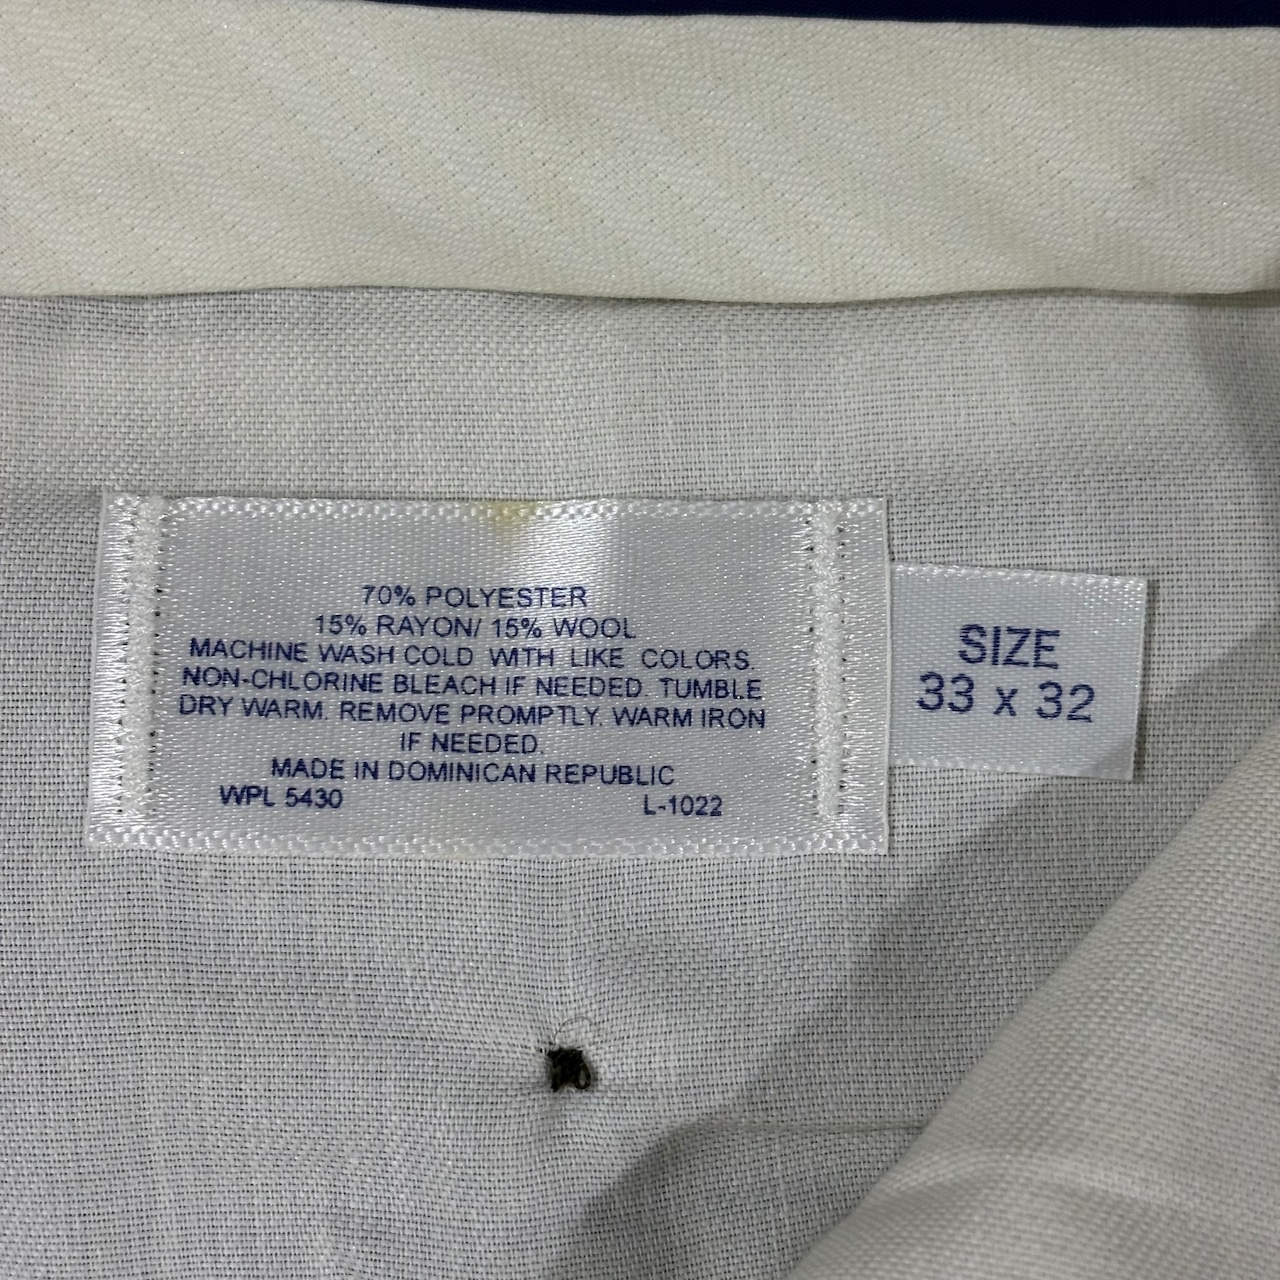 70% POLYESTER
15% RAYON/ 15% WOOL
MACHINE WASH COLD WITH LIKE COLORS.
NON-CHLORINE BLEACH IF NEEDED. TUMBLE
DRY WARM. REMOVE PROMPTLY. WARM IRON
IF NEEDED.
MADE IN DOMINICAN REPUBLIC
WPL 5430 L-1022
SIZE
33 x 32